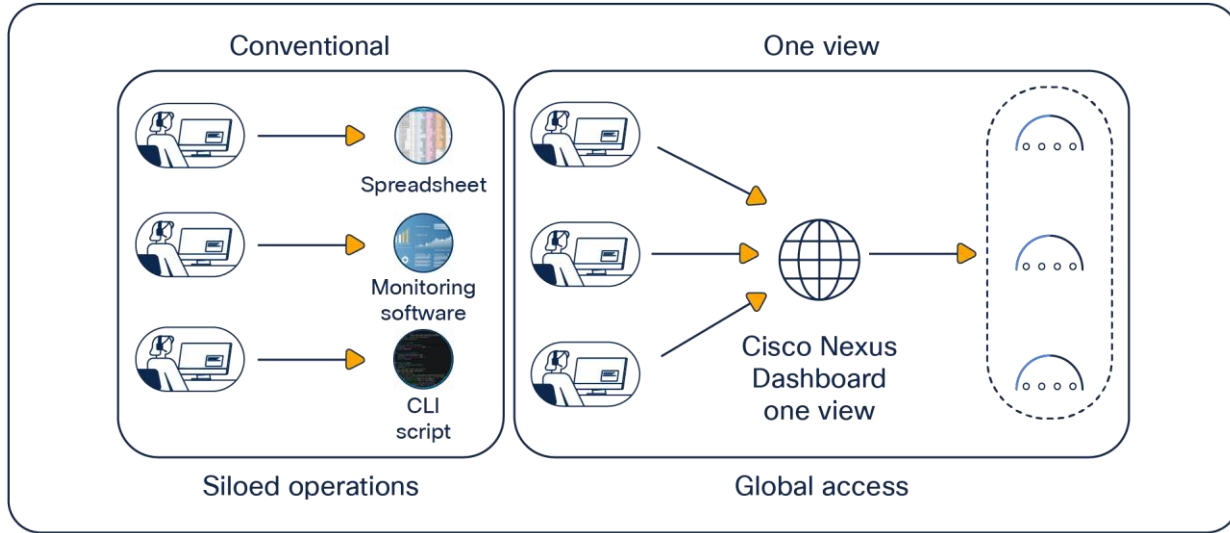 Conventional
One view
Spreadsheet
Monitoring
software
CLI
script
Cisco Nexus
Dashboard
one view
Siloed operations
Global access